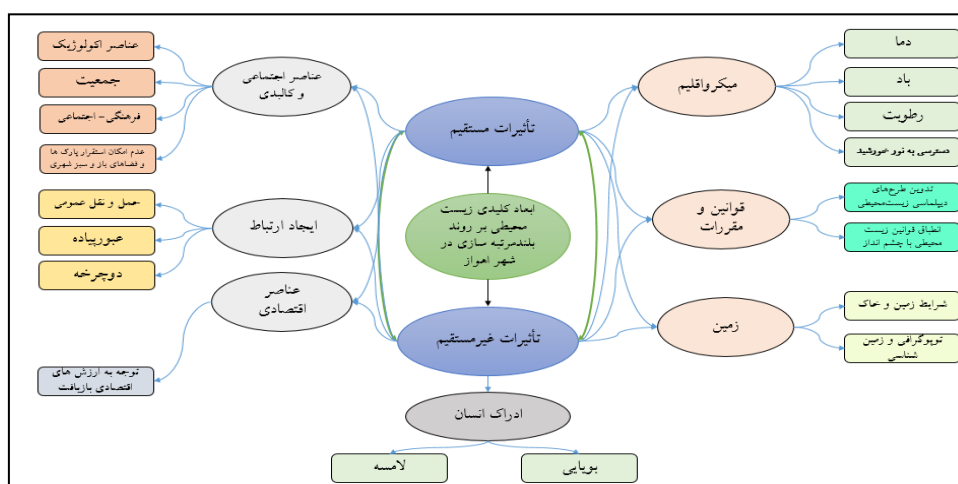 دما
باد
رطوبت
دسترسی به نور خورشید
میکرواقلیم
تدوین طرح‌های
دیپلماسی زیست‌محیطی
انطباق قوانین زیست
محیطی با چشم انداز
قوانین و
مقررات
شرایط زمین و خاک
توپوگرافی و زمین
شناسی
زمین
تأثیرات مستقیم
ابعاد کلیدی زیست
محیطی بر روند
بلندمرتبه سازی در
شهر اهواز
تأثیرات غیرمستقیم
ادراک انسان
بویایی
لامسه
عناصر اجتماعی
و کالبدی
عناصر اکولوژیک
جمعیت
فرهنگی- اجتماعی
عدم امکان استقرار پارک ها
و فضاهای باز و سبز شهری
ایجاد ارتباط
حمل و نقل عمومی
عبورپیاده
دوچرخه
عناصر
اقتصادی
توجه به ارزش های
اقتصادی بازیافت